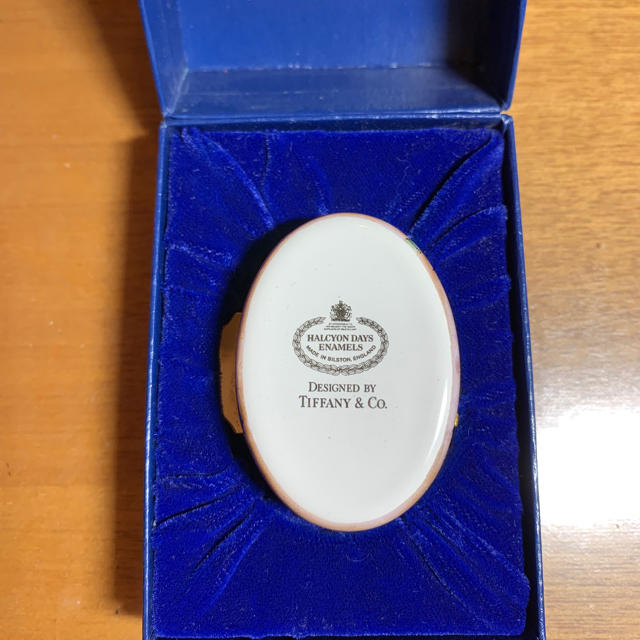 HALCYON DAYS
ENAMELS
MADE IN BILSTON, ENGLAND
DESIGNED BY
TIFFANY & CO.